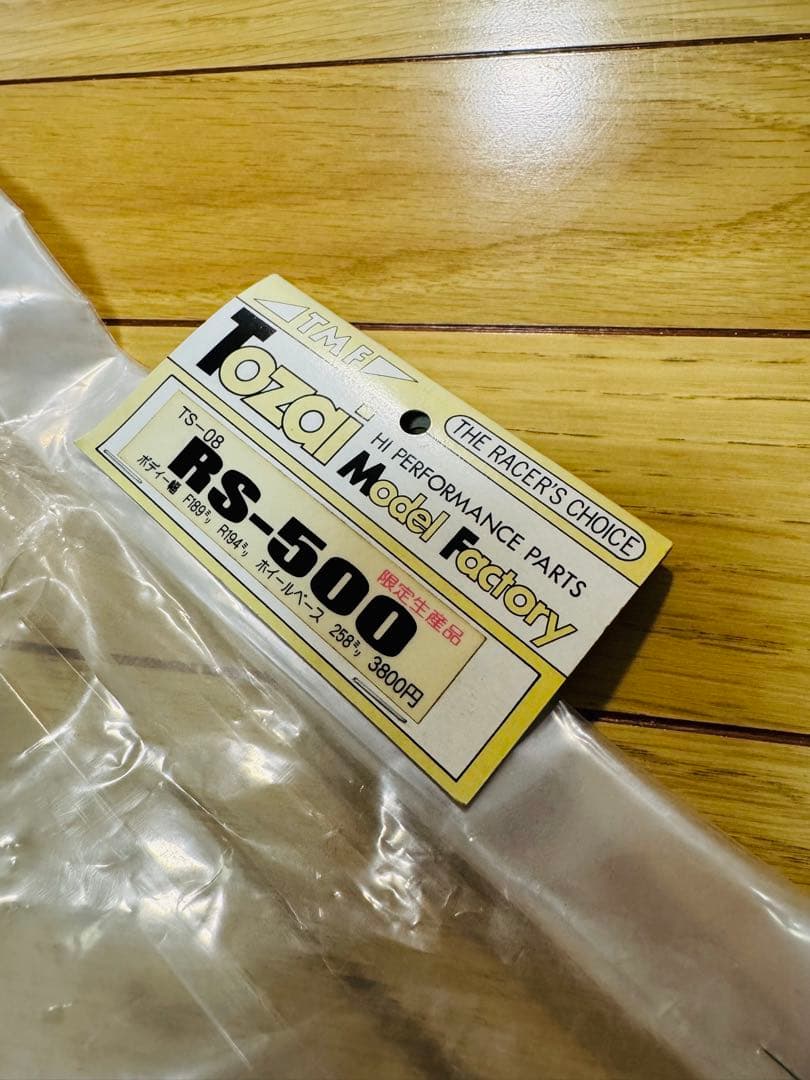 TMF
Tozai Model Factory
HI PERFORMANCE PARTS
THE RACER'S CHOICE
TS-08
RS-500
限定生産品
ボディー幅 F189㍉ R194㍉ ホイールベース 258㍉ 3800円